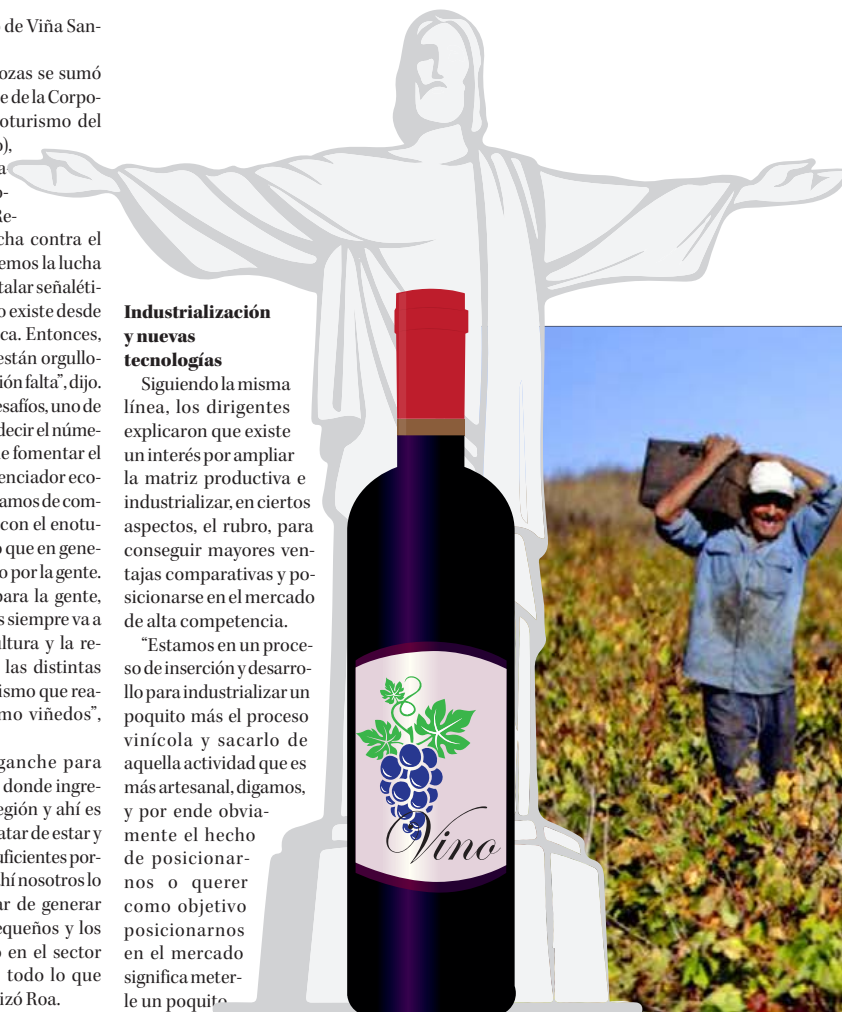 de Viña San-
ozas se sumó
e de la Corpo-
oturismo del
o),
a
o-
Re-
cha contra el
emos la lucha
talar señaléti-
o existe desde
ca. Entonces,
están orgullo-
ión falta”, dijo.
esafíos, uno de
decir el núme-
e fomentar el
enciador eco-
amos de com-
con el enotu-
o que en gene-
o por la gente.
para la gente,
s siempre va a
ultura y la re-
las distintas
ismo que rea-
mo viñedos”,
ganche para
donde ingre-
egión y ahí es
atar de estar y
uficientes por-
hí nosotros lo
ar de generar
equeños y los
o en el sector
todo lo que
izó Roa.
Industrialización
y nuevas
tecnologías
Siguiendo la misma
línea, los dirigentes
explicaron que existe
un interés por ampliar
la matriz productiva e
industrializar, en ciertos
aspectos, el rubro, para
conseguir mayores ven-
tajas comparativas y po-
sicionarse en el mercado
de alta competencia.
“Estamos en un proce-
so de inserción y desarro-
llo para industrializar un
poquito más el proceso
vinícola y sacarlo de
aquella actividad que es
más artesanal, digamos,
y por ende obvia-
mente el hecho
de posicionar-
nos o querer
como objetivo
posicionarnos
en el mercado
significa meter-
le un poquito
Vino